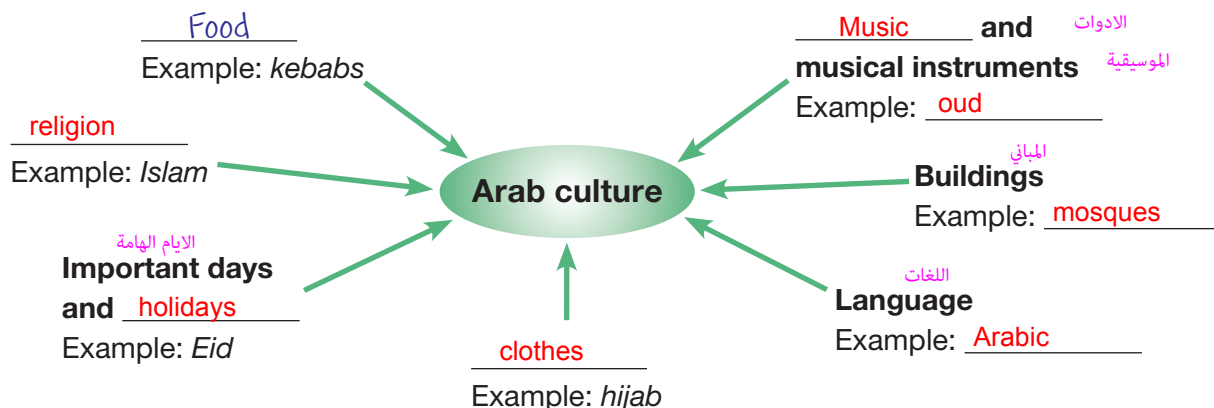 Food
Example: kebabs
religion
Example: Islam
الايام الهامة
Important days
and holidays
Example: Eid
Arab culture
clothes
Example: hijab
Music and الادوات
musical instruments الموسيقية
Example: oud
المباني
Buildings
Example: mosques
اللغات
Language
Example: Arabic